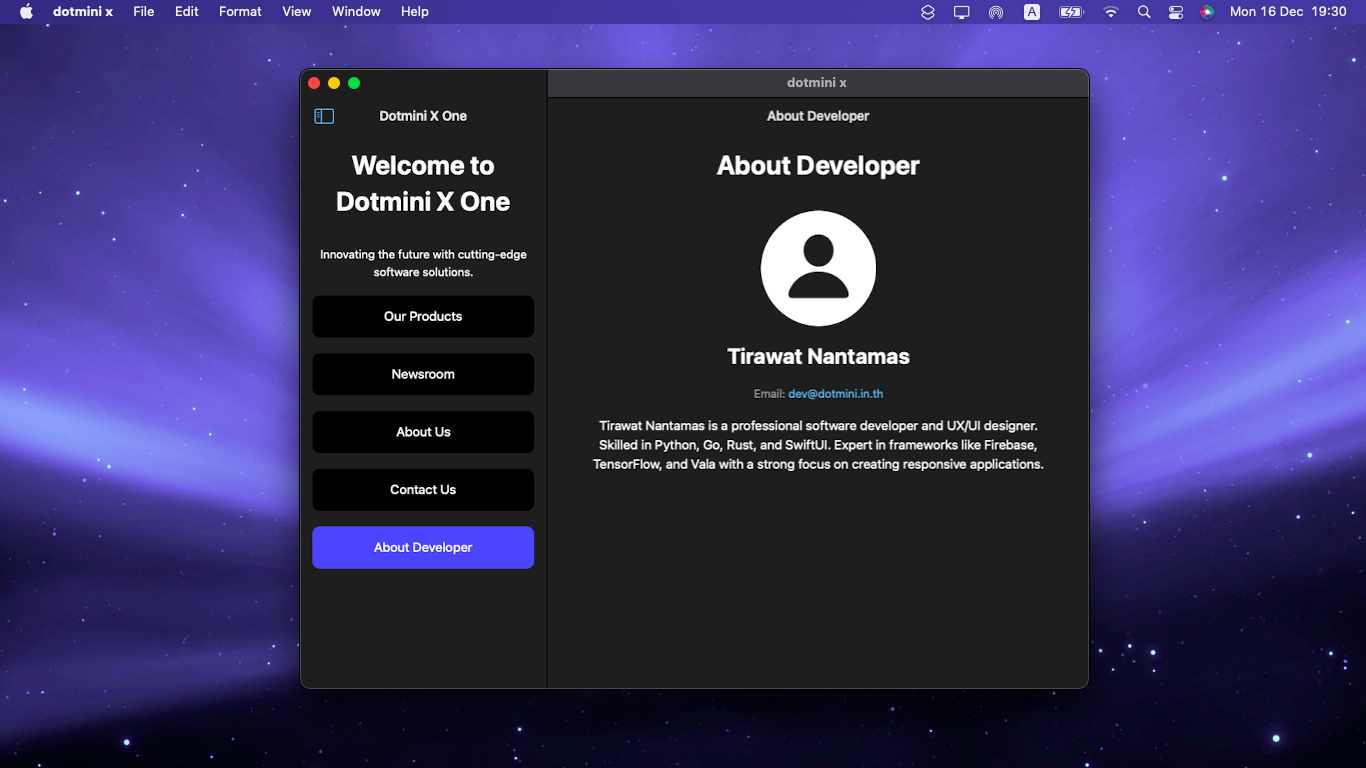 dotmini x File Edit Format View Window Help
A
Mon 16 Dec 19:30
dotmini x
Dotmini X One
Welcome to
Dotmini X One
Innovating the future with cutting-edge
software solutions.
Our Products
Newsroom
About Us
Contact Us
About Developer
About Developer
About Developer
Tirawat Nantamas
Email: dev@dotmini.in.th
Tirawat Nantamas is a professional software developer and UX/UI designer.
Skilled in Python, Go, Rust, and SwiftUI. Expert in frameworks like Firebase,
TensorFlow, and Vala with a strong focus on creating responsive applications.